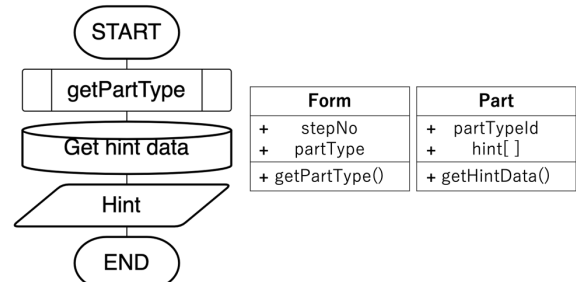 START
getPartType
Get hint data
Hint
END
Form
+ stepNo
+ partType
+ getPartType()
Part
+ partTypeId
+ hint[ ]
+ getHintData()